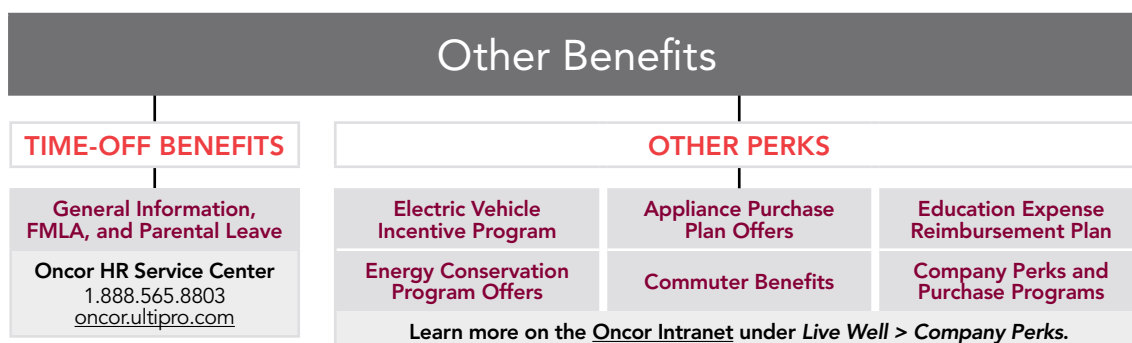 Other Benefits
TIME-OFF BENEFITS
General Information,
FMLA, and Parental Leave
Oncor HR Service Center
1.888.565.8803
oncor.ultipro.com
OTHER PERKS
Electric Vehicle
Incentive Program
Appliance Purchase
Plan Offers
Education Expense
Reimbursement Plan
Energy Conservation
Program Offers
Commuter Benefits
Company Perks and
Purchase Programs
Learn more on the Oncor Intranet under Live Well > Company Perks.